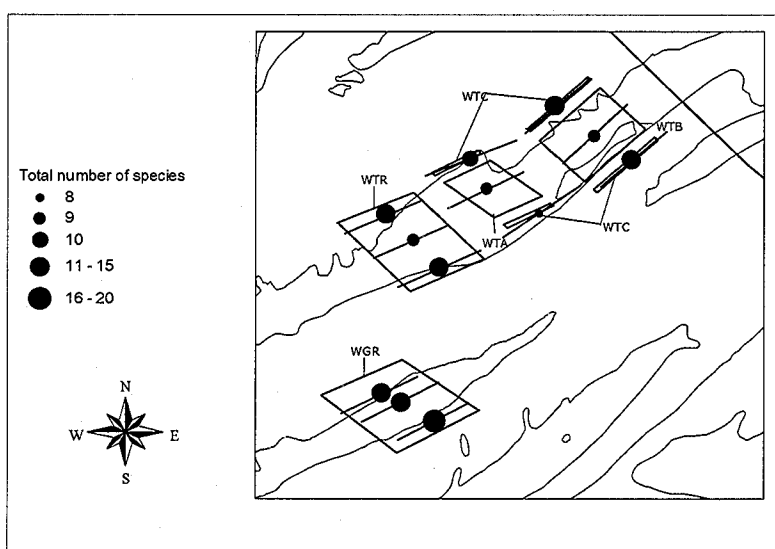 Total number of species
8
9
10
11 - 15
16 - 20
N
W
E
S
WTC
WTB
WTR
WTA
WTC
WGR